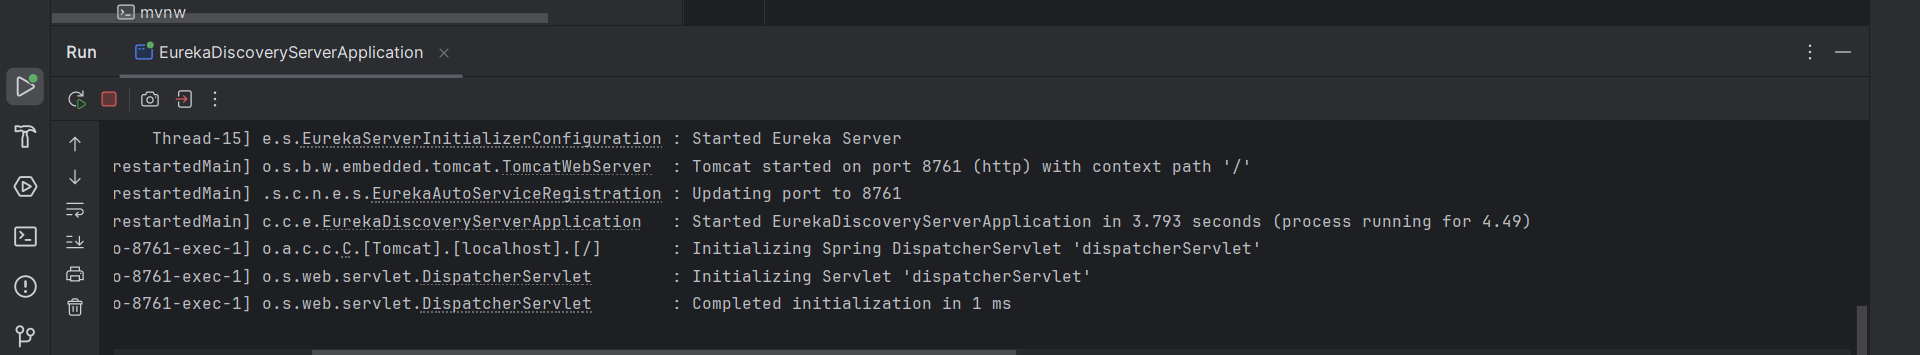 mvnw
Run EurekaDiscoveryServerApplication
Thread-15] e.s.EurekaServerInitializerConfiguration : Started Eureka Server
restartedMain] o.s.b.w.embedded.tomcat.TomcatWebServer : Tomcat started on port 8761 (http) with context path '/'
restartedMain] .s.c.n.e.s.EurekaAutoServiceRegistration : Updating port to 8761
restartedMain] c.c.e.EurekaDiscoveryServerApplication : Started EurekaDiscoveryServerApplication in 3.793 seconds (process running for 4.49)
o-8761-exec-1] o.a.c.c.C.[Tomcat].[localhost].[/] : Initializing Spring DispatcherServlet 'dispatcherServlet'
o-8761-exec-1] o.s.web.servlet.DispatcherServlet : Initializing Servlet 'dispatcherServlet'
o-8761-exec-1] o.s.web.servlet.DispatcherServlet : Completed initialization in 1 ms